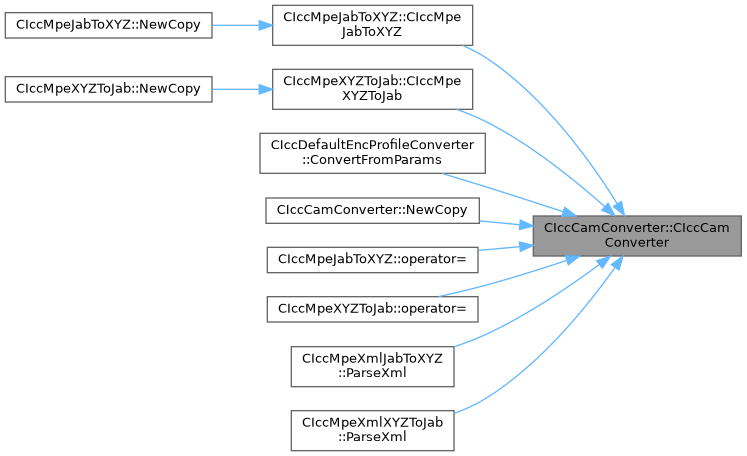 CIccMpeJabToXYZ::NewCopy
CIccMpeJabToXYZ::CIccMpe
JabToXYZ
CIccMpeXYZToJab::NewCopy
CIccMpeXYZToJab::CIccMpe
XYZToJab
CIccDefaultEncProfileConverter
::ConvertFromParams
CIccCamConverter::NewCopy
CIccCamConverter::CIccCam
Converter
CIccMpeJabToXYZ::operator=
CIccMpeXYZToJab::operator=
CIccMpeXmlJabToXYZ
::ParseXml
CIccMpeXmlXYZToJab
::ParseXml